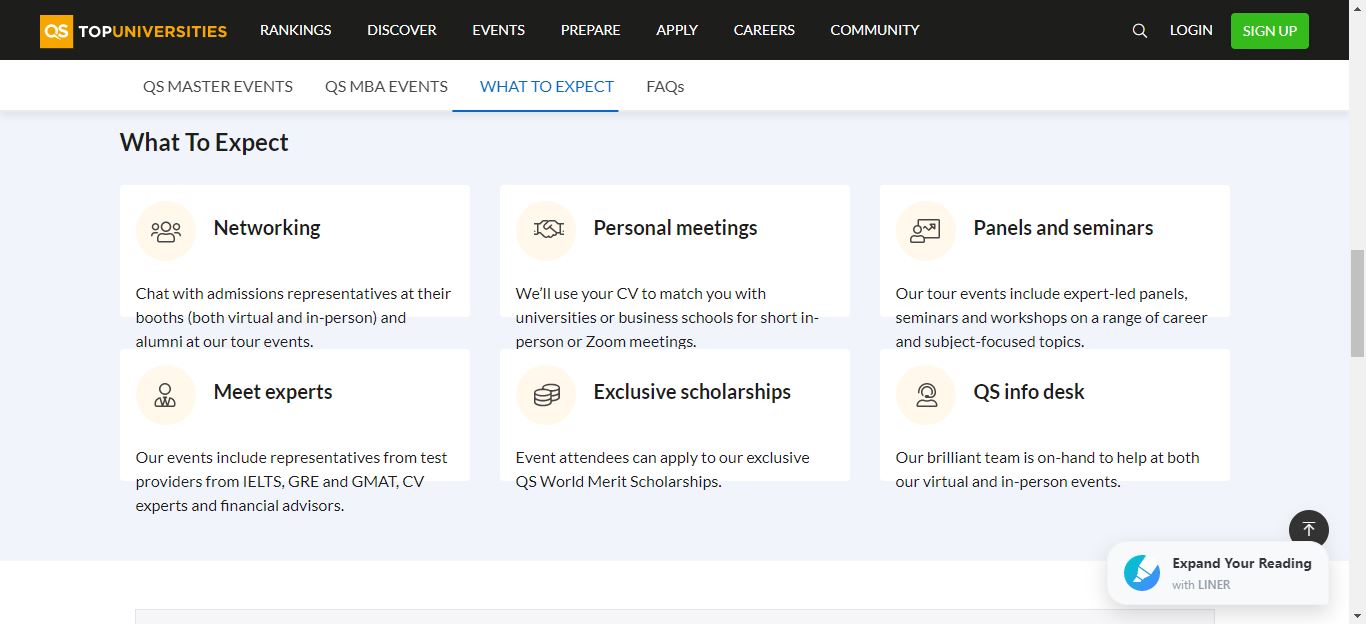 QS TOPUNIVERSITIES RANKINGS DISCOVER EVENTS PREPARE APPLY CAREERS COMMUNITY LOGIN SIGN UP
QS MASTER EVENTS QS MBA EVENTS WHAT TO EXPECT FAQs
What To Expect
Networking
Chat with admissions representatives at their
booths (both virtual and in-person) and
alumni at our tour events.
Personal meetings
We’ll use your CV to match you with
universities or business schools for short in-
person or Zoom meetings.
Panels and seminars
Our tour events include expert-led panels,
seminars and workshops on a range of career
and subject-focused topics.
Meet experts
Our events include representatives from test
providers from IELTS, GRE and GMAT, CV
experts and financial advisors.
Exclusive scholarships
Event attendees can apply to our exclusive
QS World Merit Scholarships.
QS info desk
Our brilliant team is on-hand to help at both
our virtual and in-person events.
Expand Your Reading
with LINER